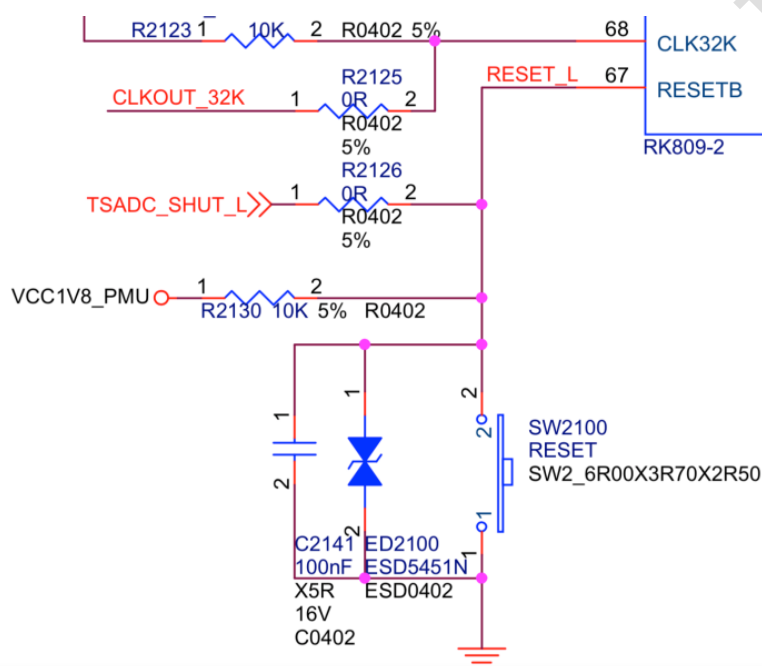 R2123 1 10K 2 R0402 5%
68 CLK32K
RESET_L 67 RESETB
RK809-2
R2125
CLKOUT_32K 1 0R 2
R0402
5%
R2126
TSADC_SHUT_L 1 0R 2
R0402
5%
VCC1V8_PMU 1 2
R2130 10K 5% R0402
1
2
1
2
2
2
1
1
SW2100
RESET
SW2_6R00X3R70X2R50
C2141 ED2100
100nF ESD5451N
X5R ESD0402
16V
C0402